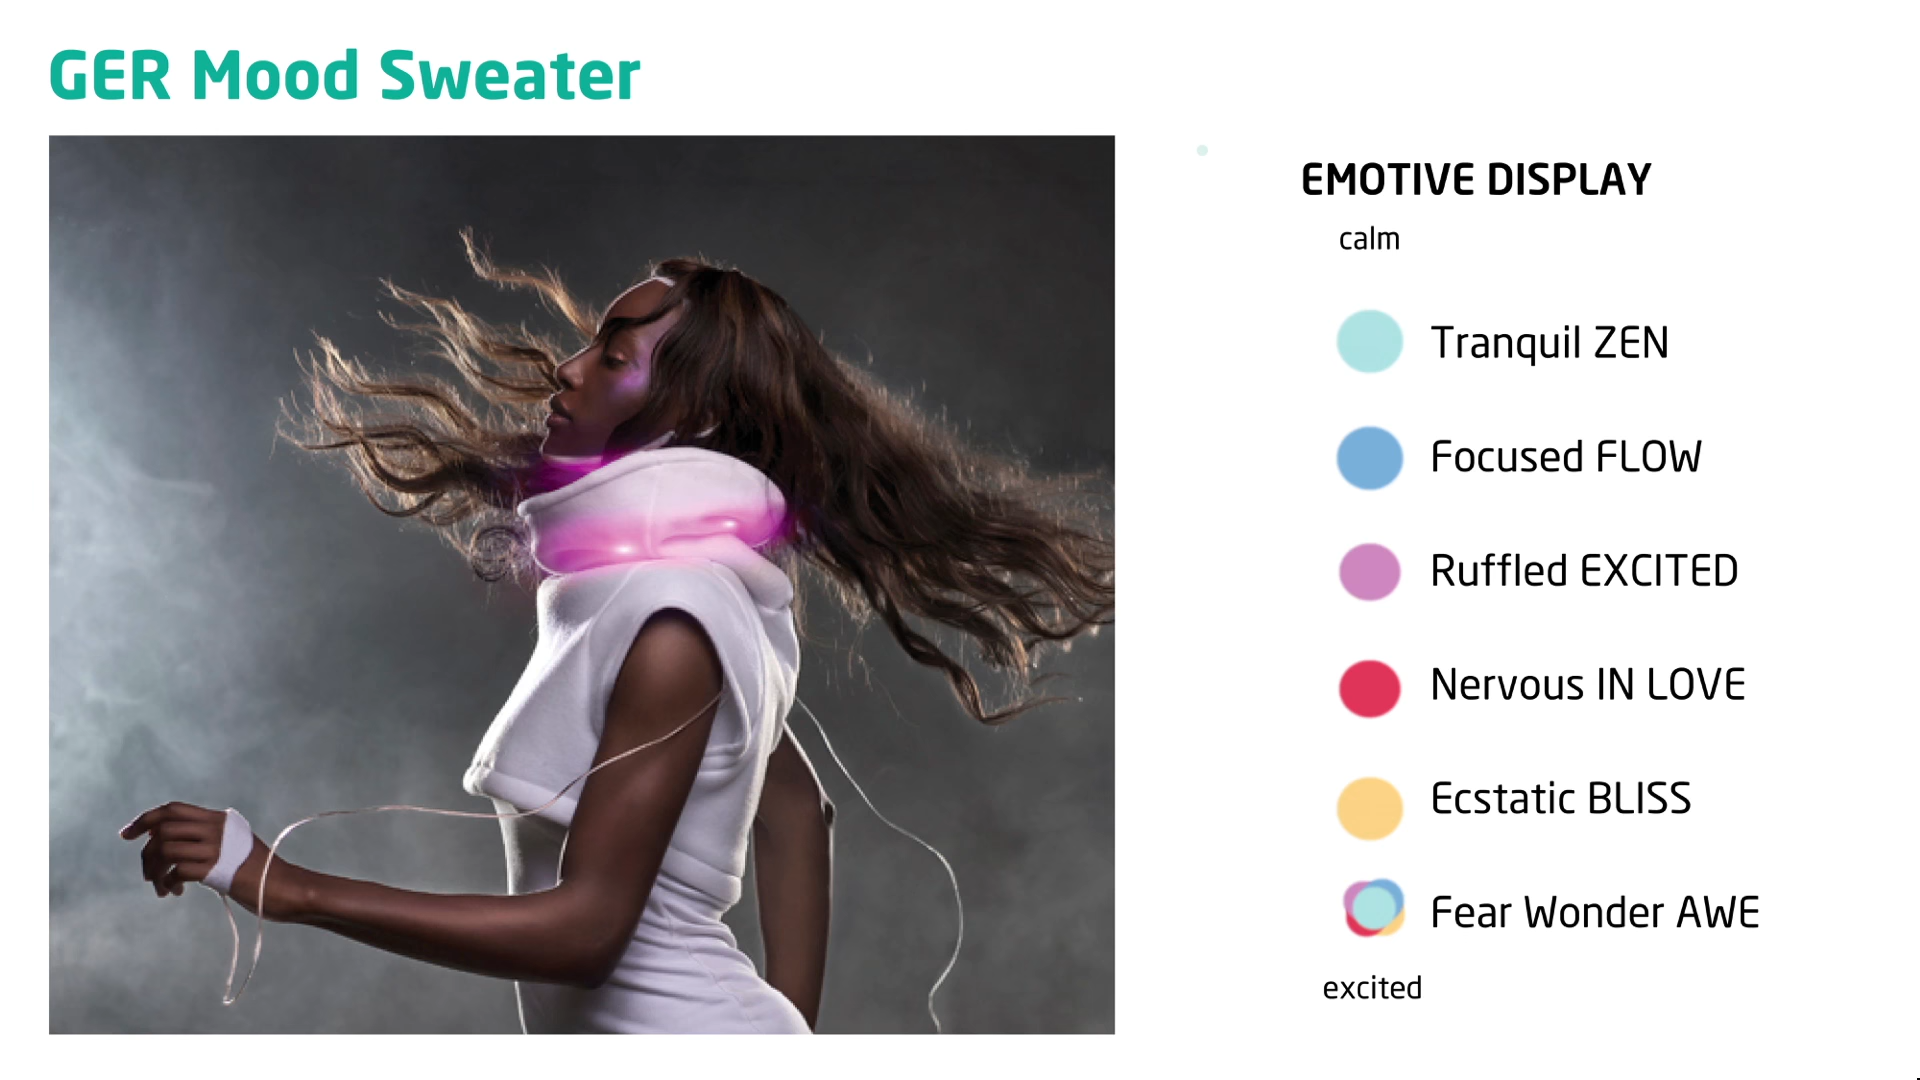 GER Mood Sweater
EMOTIVE DISPLAY
calm
Tranquil ZEN
Focused FLOW
Ruffled EXCITED
Nervous IN LOVE
Ecstatic BLISS
Fear Wonder AWE
excited